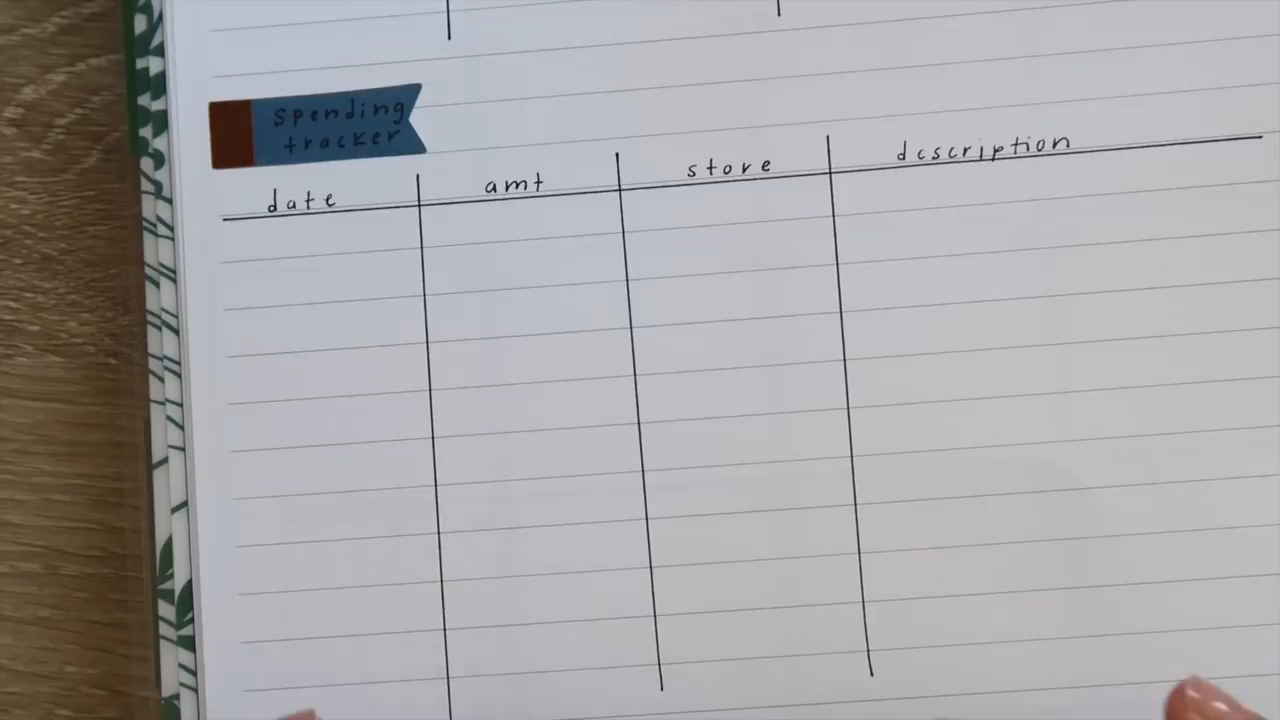 spending
tracker
date amt store description